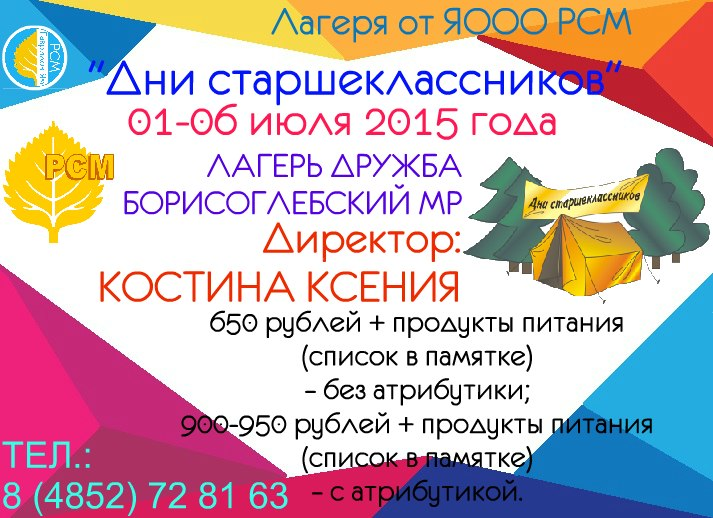 Лагеря от ЯООО РСМ
РСМ
"Дни старшеклассников"
01-06 июля 2015 года
ЛАГЕРЬ ДРУЖБА
РСМ
БОРИСОГЛЕБСКИЙ МР
Дни старшеклассников
Директор:
КОСТИНА КСЕНИЯ
650 рублей + продукты питания
(список в памятке)
- без атрибутики;
900-950 рублей + продукты питания
(список в памятке)
- с атрибутикой.
ТЕЛ.:
8 (4852) 72 81 63